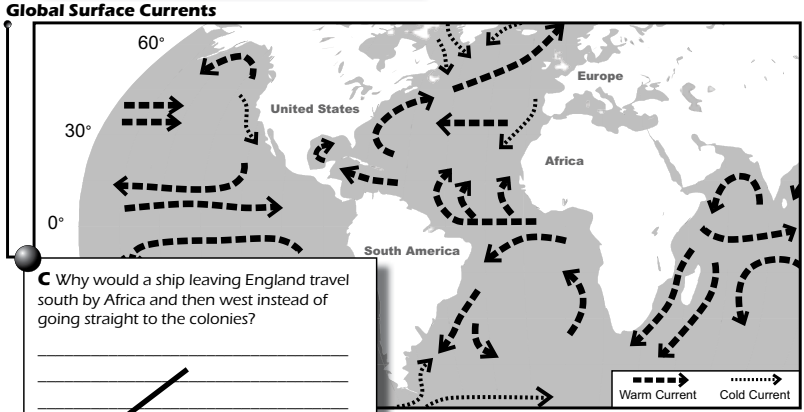 Global Surface Currents
60°
Europe
United States
30°
Africa
0°
South America
C Why would a ship leaving England travel
south by Africa and then west instead of
going straight to the colonies?
Warm Current
Cold Current